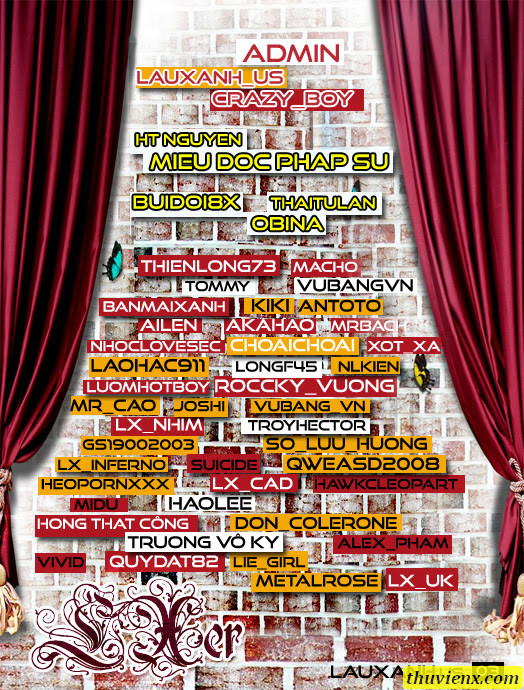 ADMIN
LAUXANH_US
CRAZY_BOY
HT NGUYEN
MIEU DOC PHAP SU
BUIDOI8X THAITULAN
OBINA
THIENLONG73 MACHO
TOMMY VUBANGVN
BANMAIXANH KIKI ANTOTO
AILEN AKAHAO MRBACH
NHOCLOVESEC CHOAICHOAI XOT_XA
LAOHAC911 LONGF45 NLKIEN
LUOMHOTBOY ROCCKY_VUONG
MR_CAO JOSHI VUBANG_VN
LX_NHIM TROYHECTOR
GS19002003 SO_LUU_HUONG
LX_INFERNO SUICIDE QWEASD2008
HEOPORNXXX LX_CAD HAWKCLEOPART
MIDU HAOLEE
HONG THAT CÔNG DON_COLERONE
TRUONG VÔ KY ALEX_PHAM
VIVID QUYDAT82 LIE_GIRL
METALROSE LX_UK
LXer
thuvienx.com